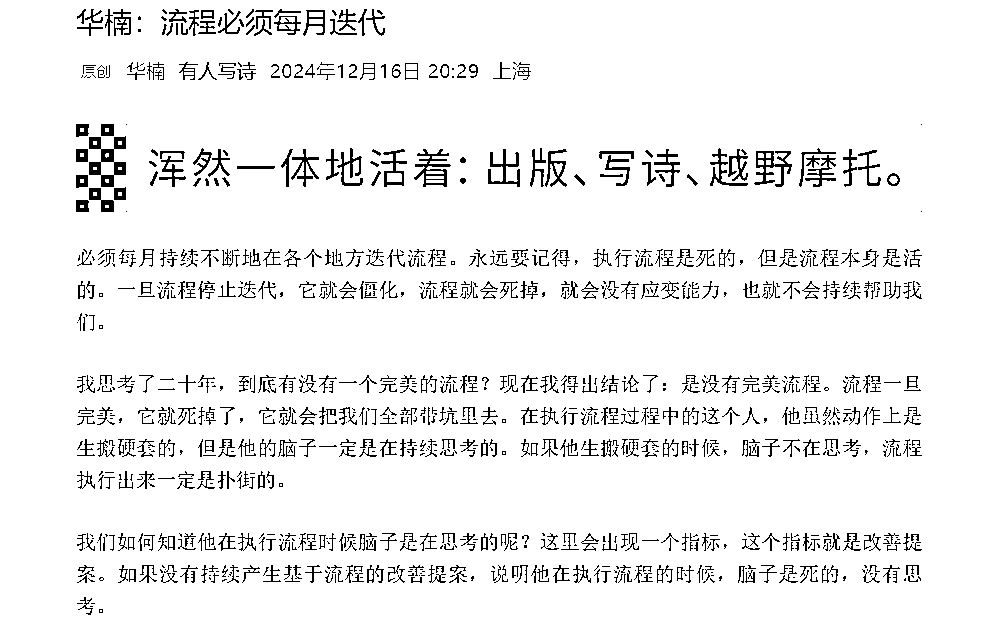 华楠：流程必须每月迭代
原创 华楠 有人写诗 2024年12月16日 20:29 上海
浑然一体地活着：出版、写诗、越野摩托。
必须每月持续不断地在各个地方迭代流程。永远要记得，执行流程是死的，但是流程本身是活
的。一旦流程停止迭代，它就会僵化，流程就会死掉，就会没有应变能力，也就不会持续帮助我
们。
我思考了二十年，到底有没有一个完美的流程？现在我得出结论了：是没有完美流程。流程一旦
完美，它就死掉了，它就会把我们全部带坑里去。在执行流程过程中的这个人，他虽然动作上是
生搬硬套的，但是他的脑子一定是在持续思考的。如果他生搬硬套的时候，脑子不在思考，流程
执行出来一定是扑街的。
我们如何知道他在执行流程时候脑子是在思考的呢？这里会出现一个指标，这个指标就是改善提
案。如果没有持续产生基于流程的改善提案，说明他在执行流程的时候，脑子是死的，没有思
考。